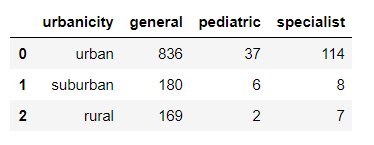 urbanicity general pediatric specialist
0 urban 836 37 114
1 suburban 180 6 8
2 rural 169 2 7